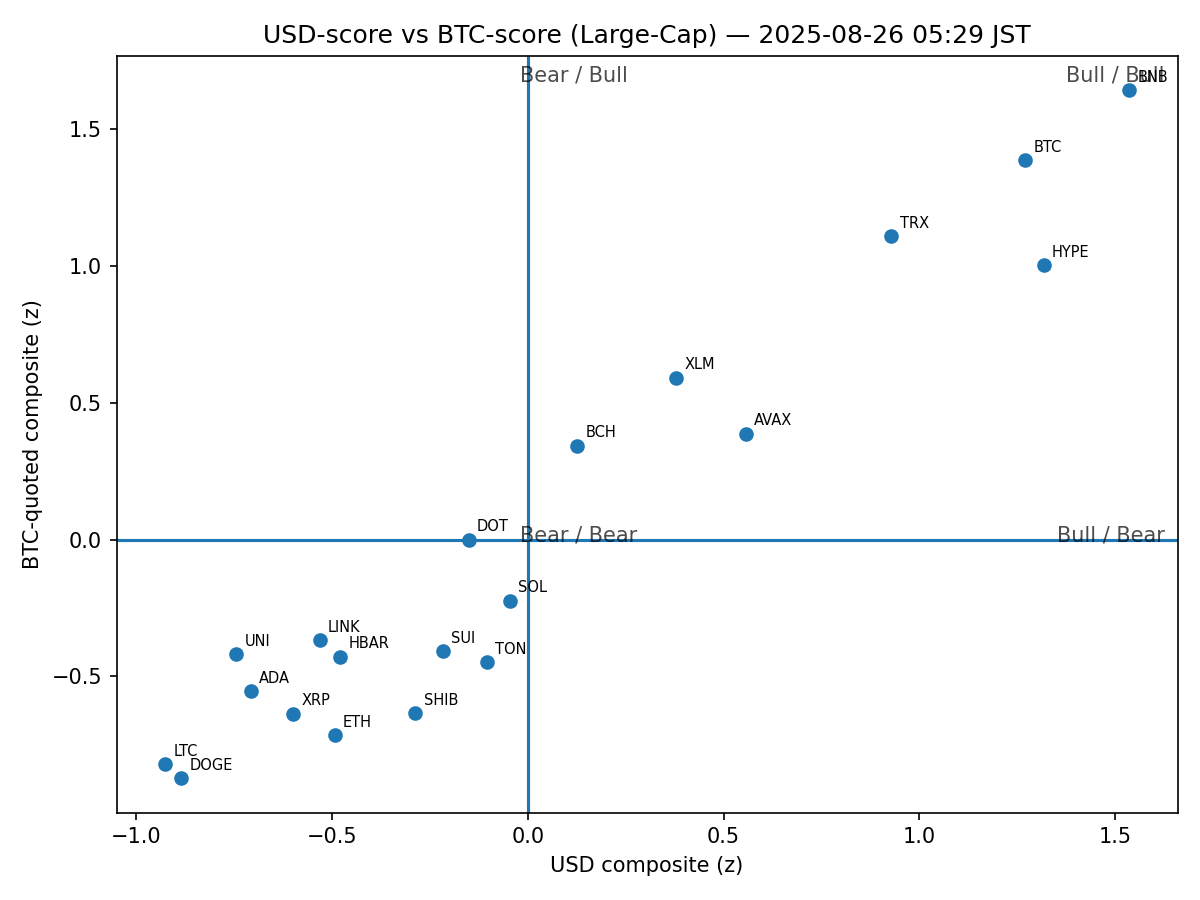 USD-score vs BTC-score (Large-Cap) — 2025-08-26 05:29 JST
Bear / Bull
Bull / Bull
BNB
BTC
TRX
HYPE
XLM
AVAX
BCH
DOT
Bear / Bear
Bull / Bear
SOL
LINK
HBAR
UNI
SUI
TON
ADA
XRP
SHIB
ETH
LTC
DOGE
1.5
1.0
0.5
0.0
−0.5
−1.0
−0.5
0.0
0.5
1.0
1.5
USD composite (z)
BTC-quoted composite (z)